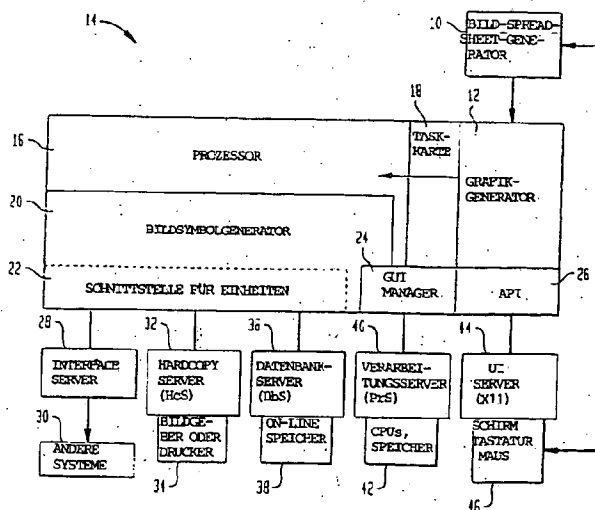 14
10
BILD-SPREAD-
SHEET-GENE-
RATOR
16
PROZESSOR
18
TASK-
KARTE
12
GRAFIK-
GENERATOR
20
BILDSYMBOLGENERATOR
22
SCHNITTSTELLE FÜR EINHEITEN
24
GUI
MANAGER
26
API
28
INTERFACE
SERVER
30
ANDERE
SYSTEME
32
HARDCOPY
SERVER
(HcS)
BILDGE-
BER ODER
DRUCKER
34
36
DATENBANK-
SERVER
(DbS)
ON-LINE
SPEICHER
38
40
VERARBEI-
TUNGSSERVER
(PrS)
CPUs,
SPEICHER
42
44
UI
SERVER
(X11)
SCHIRM
TASTATUR
MAUS
46